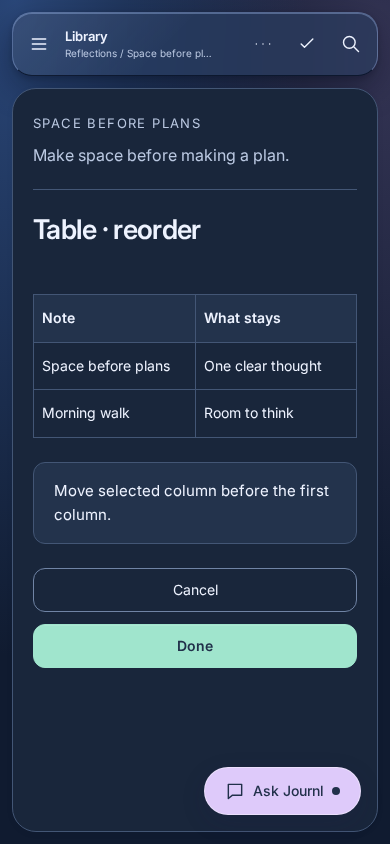 Library
Reflections / Space before pl...
SPACE BEFORE PLANS
Make space before making a plan.
Table · reorder
Note What stays
Space before plans One clear thought
Morning walk Room to think
Move selected column before the first
column.
Cancel
Done
Ask Journl